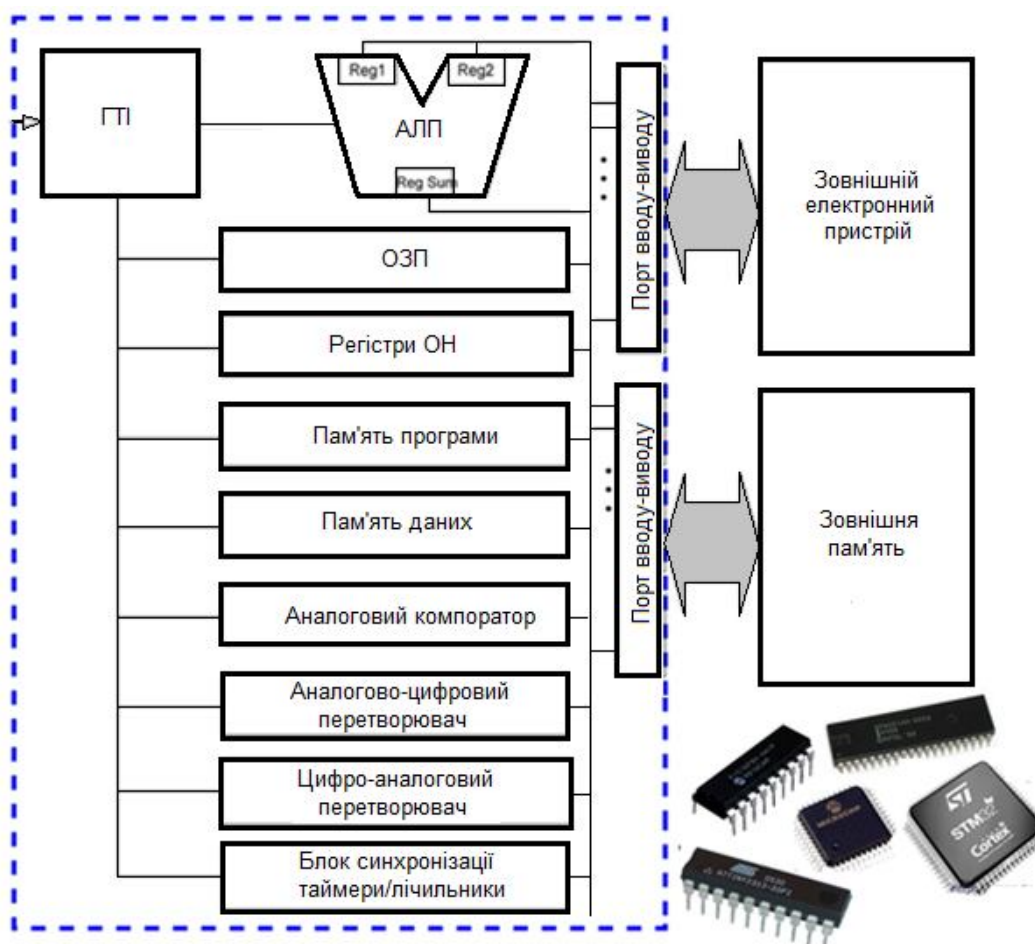 ГТІ
Reg1
Reg2
АЛП
Reg Sum
ОЗП
Регістри ОН
Пам'ять програми
Пам'ять даних
Аналоговий компоратор
Аналогово-цифровий
перетворювач
Цифро-аналоговий
перетворювач
Блок синхронізації
таймери/лічильники
Порт вводу-виводу
Порт вводу-виводу
Зовнішній
електронний
пристрій
Зовнішня
пам'ять
ST
STM32
Cortex
MICROCHIP